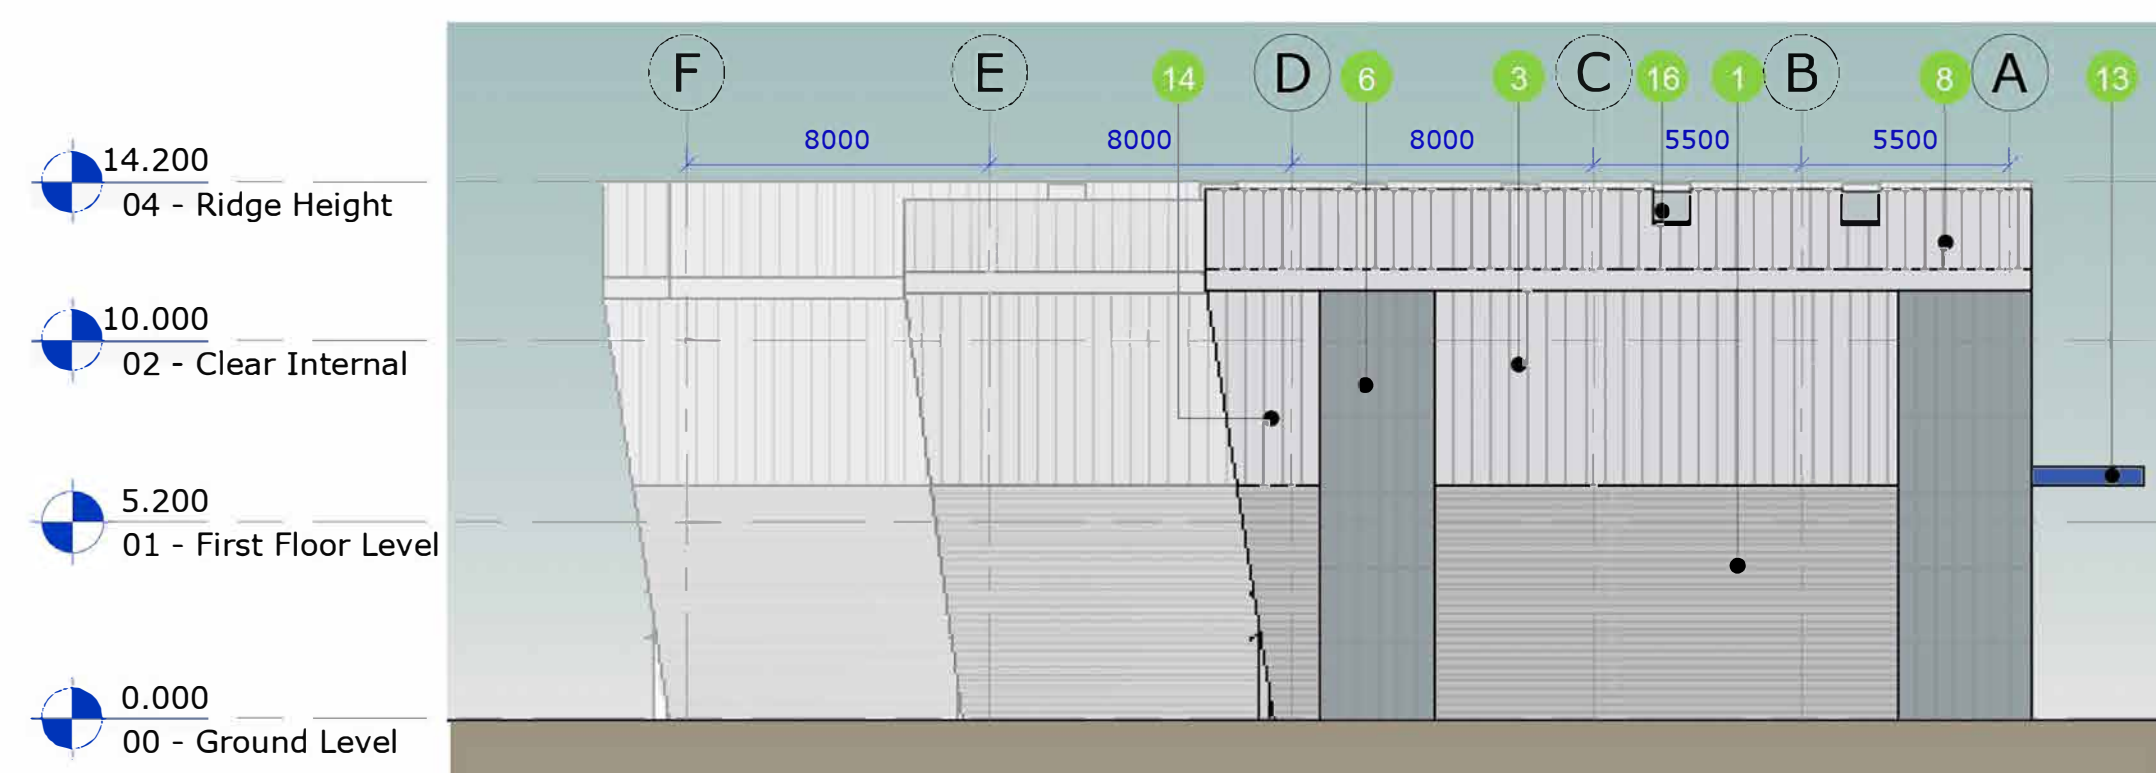 F E 14 D 6 3 C 16 1 B 8 A 13
8000 8000 8000 5500 5500
14.200
04 - Ridge Height
10.000
02 - Clear Internal
5.200
01 - First Floor Level
0.000
00 - Ground Level